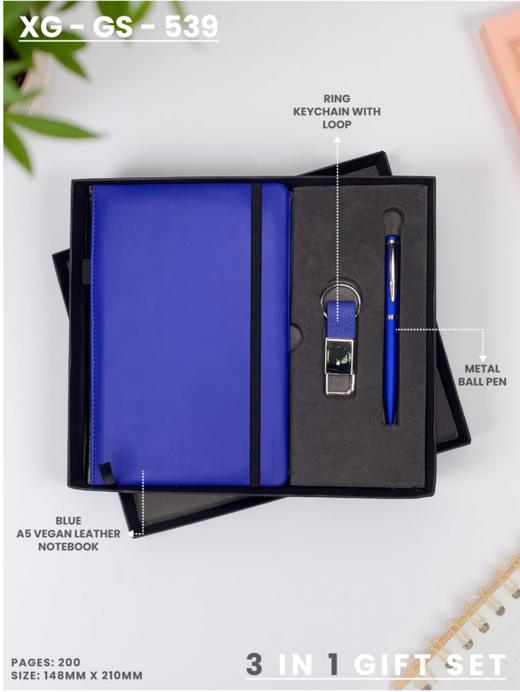 XG - GS - 539
RING
KEYCHAIN WITH
LOOP
METAL
BALL PEN
BLUE
A5 VEGAN LEATHER
NOTEBOOK
PAGES: 200
SIZE: 148MM X 210MM
3 IN 1 GIFT SET